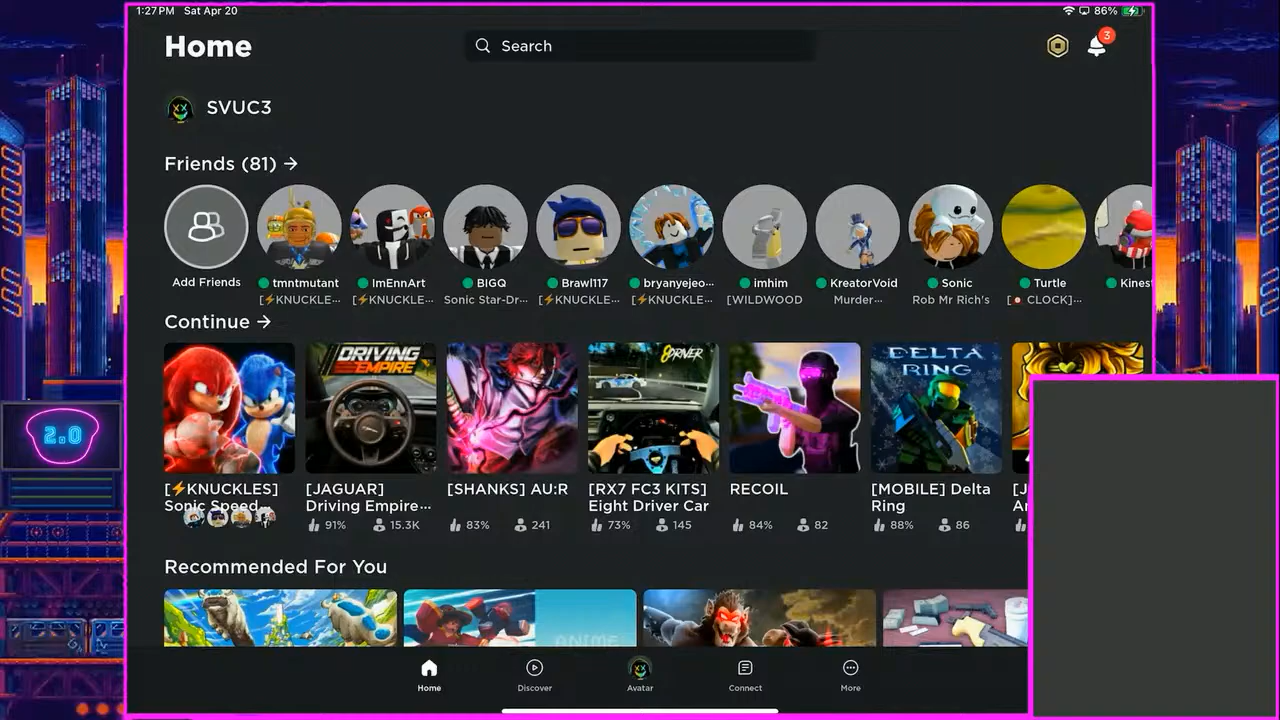 1:27 PM Sat Apr 20
86%
Home
Search
3
SVUC3
Friends (81) →
Add Friends
tmntmutant
[⚡KNUCKLE...
ImEnnArt
[⚡KNUCKLE...
BIGQ
Sonic Star-Dr...
Brawl117
[⚡KNUCKLE...
bryanyejeo...
[⚡KNUCKLE...
imhim
[WILDWOOD
KreatorVoid
Murder...
Sonic
Rob Mr Rich's
Turtle
[⏰ CLOCK]...
Kinest
Continue →
DRIVING
EMPIRE
8DRIVER
DELTA
RING
[⚡KNUCKLES]
Sonic Speed...
[JAGUAR]
Driving Empire...
91% 15.3K
[SHANKS] AU:R
83% 241
[RX7 FC3 KITS]
Eight Driver Car
73% 145
RECOIL
84% 82
[MOBILE] Delta
Ring
88% 86
2.0
Recommended For You
ANIME
Home
Discover
Avatar
Connect
More